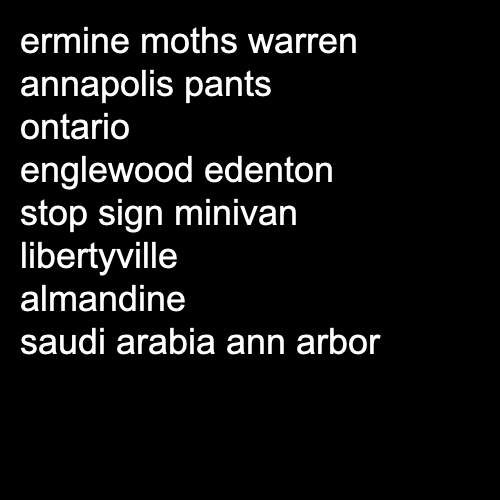 ermine moths warren
annapolis pants
ontario
englewood edenton
stop sign minivan
libertyville
almandine
saudi arabia ann arbor